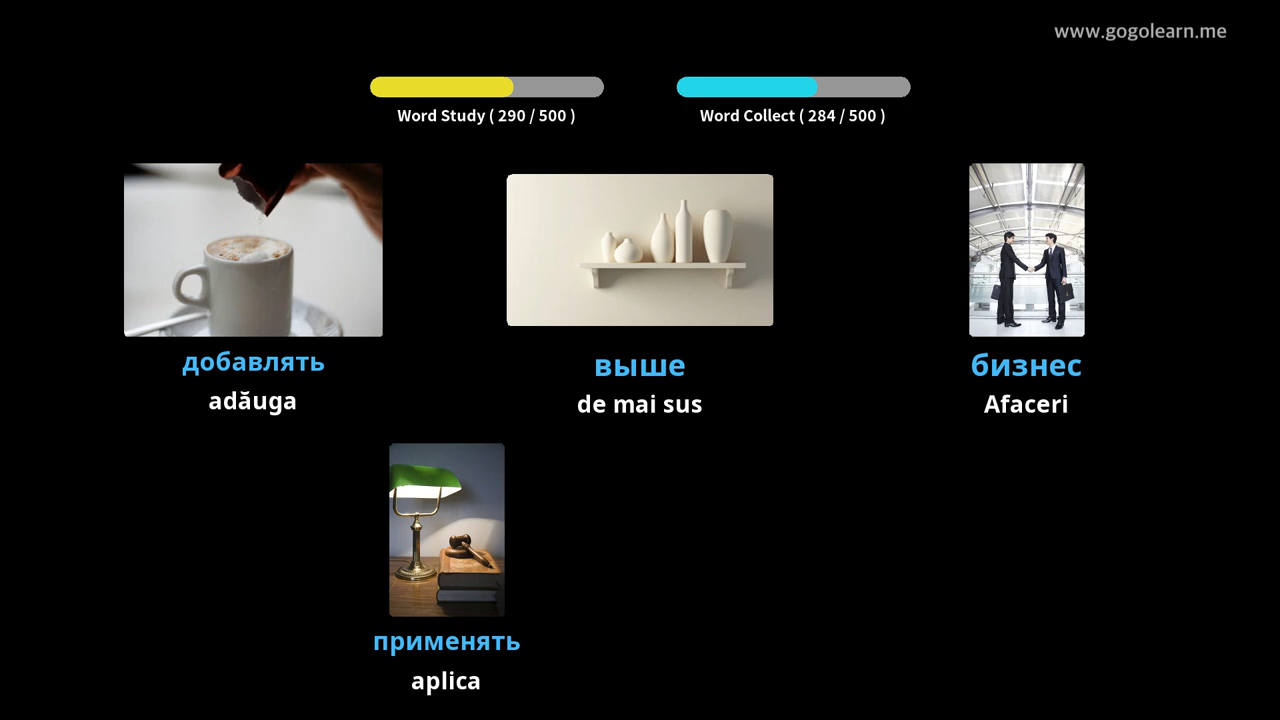 www.gogolearn.me
Word Study ( 290 / 500 )
Word Collect ( 284 / 500 )
добавлять
adăuga
выше
de mai sus
бизнес
Afaceri
применять
aplica